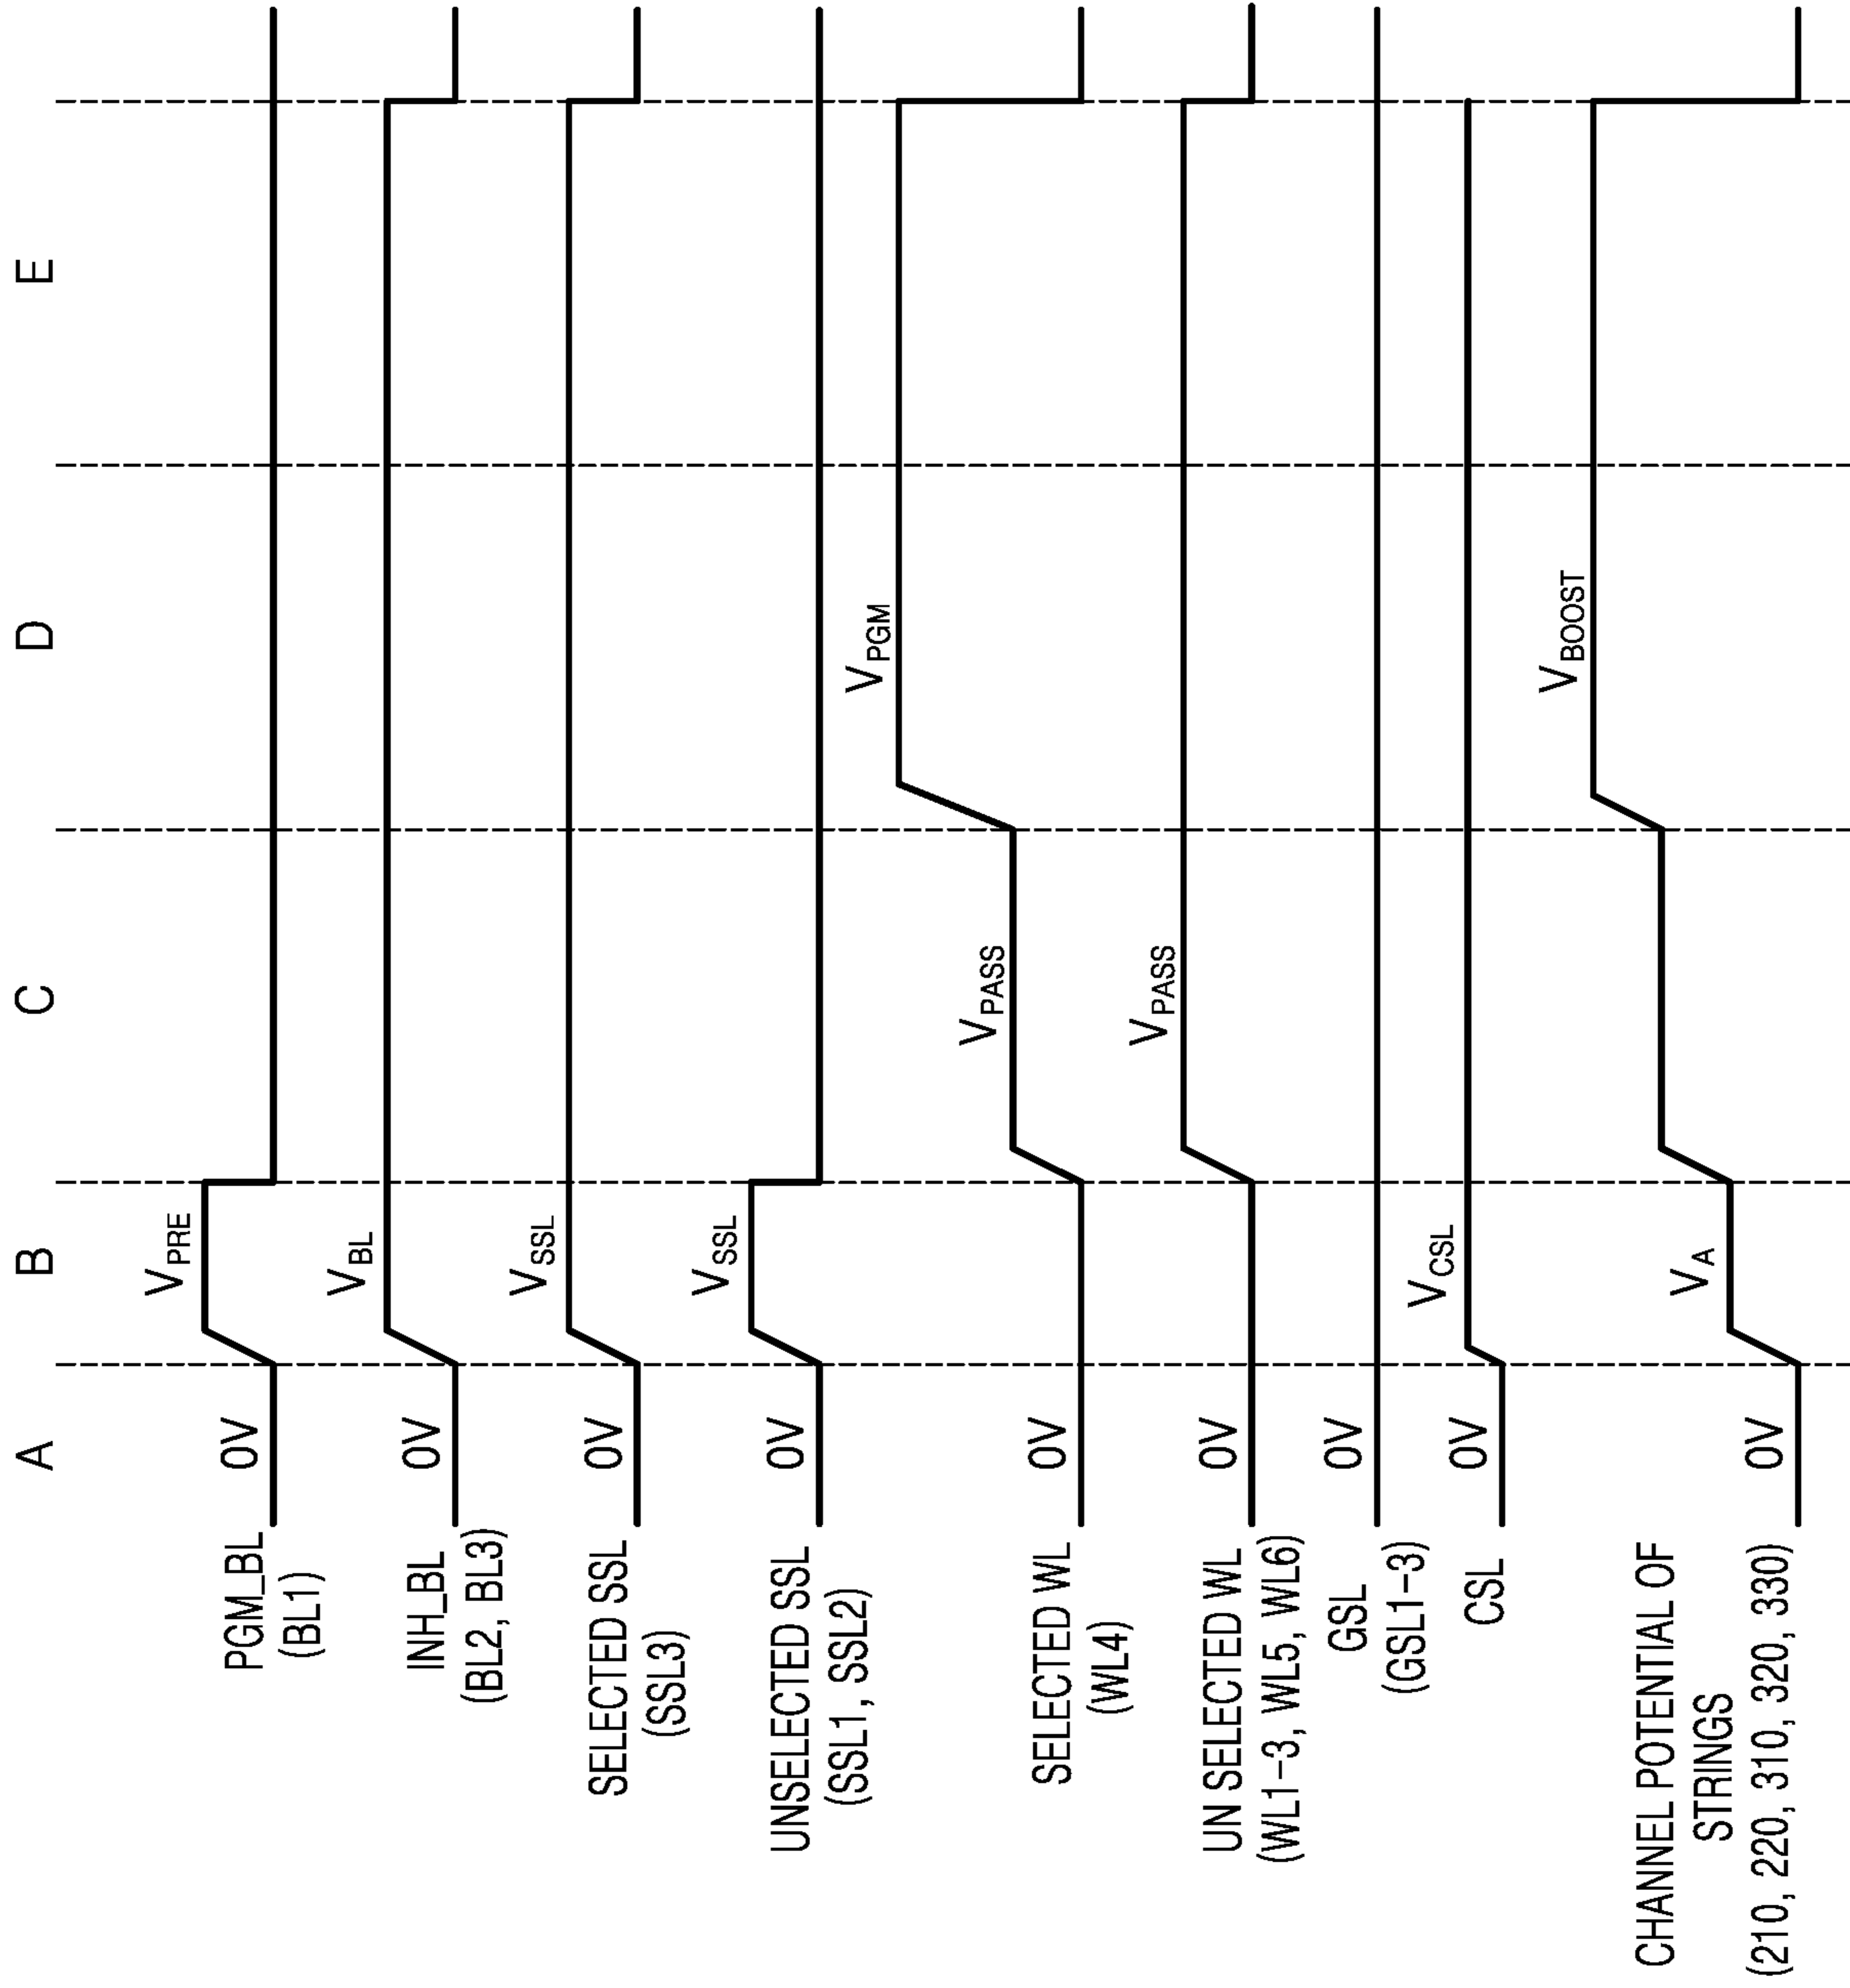 A B C D E
PGM_BL
(BL1)
0V
VPRE
INH_BL
(BL2, BL3)
0V
VBL
SELECTED SSL
(SSL3)
0V
VSSL
UNSELECTED SSL
(SSL1, SSL2)
0V
VSSL
SELECTED WL
(WL4)
0V
VPASS
VPGM
UN SELECTED WL
(WL1-3, WL5, WL6)
0V
VPASS
GSL
(GSL1-3)
0V
CSL
0V
VCSL
CHANNEL POTENTIAL OF
STRINGS
(210, 220, 310, 320, 330)
0V
VA
VBOOST